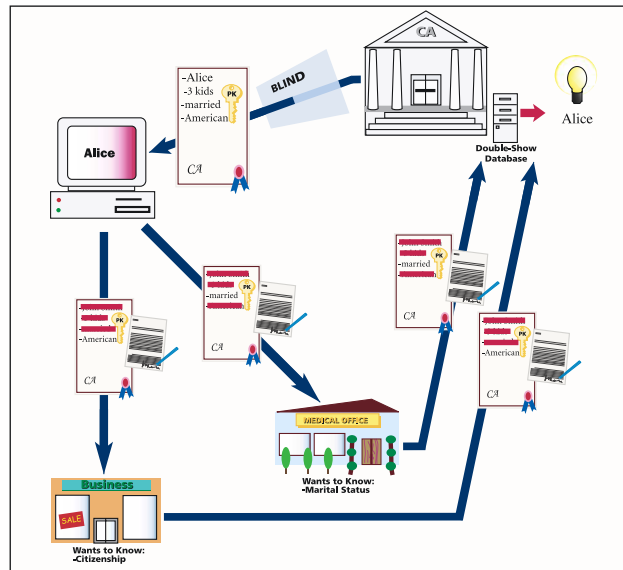 CA
-Alice
-3 kids
-married
-American
PK
CA
BLIND
Alice
Double-Show
Database
Alice
PK
-American
CA
PK
-married
CA
PK
-married
CA
PK
-American
CA
MEDICAL OFFICE
Wants to Know:
-Marital Status
Business
SALE
Wants to Know:
-Citizenship